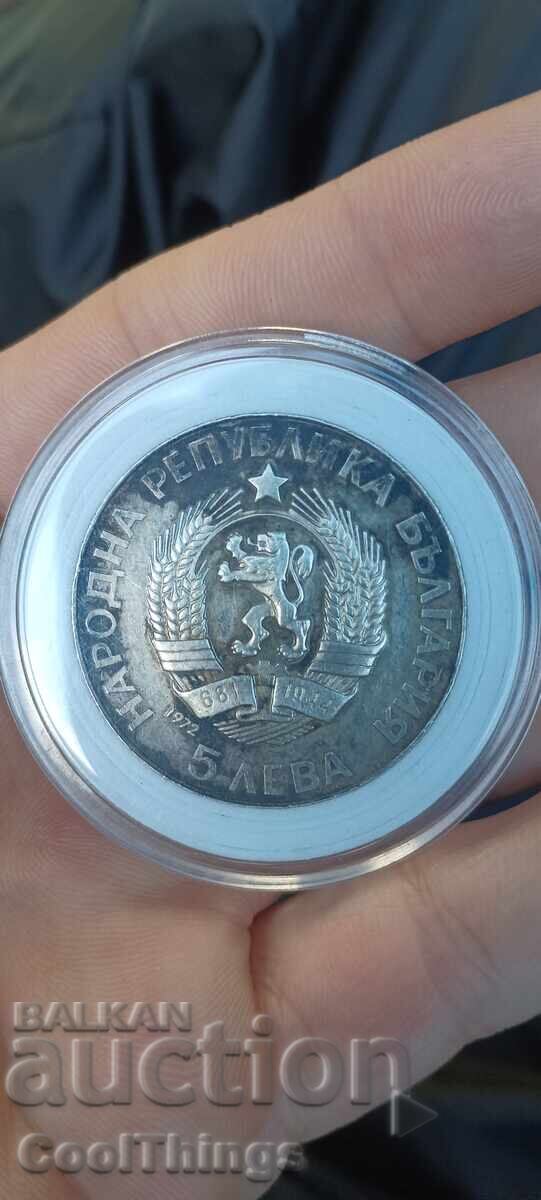 НАРОДНА РЕПУБЛИКА БЪЛГАРИЯ
681 1944
1972
5 ЛЕВА
BALKAN
auction
CoolThings